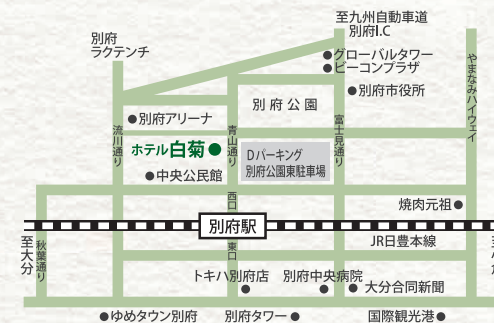 至九州自動車道
別府I.C
別府
ラクテンチ
●グローバルタワー
●ビーコンプラザ
やまなみハイウェイ
●別府市役所
別府公園
●別府アリーナ
流川通り
青山通り
富士見通り
ホテル白菊●
Dパーキング
別府公園東駐車場
●中央公民館
西口
焼肉元祖●
別府駅
至大分
秋葉通り
東口
JR日豊本線
トキハ別府店
別府中央病院
●大分合同新聞
●ゆめタウン別府
別府タワー●
国際観光港●